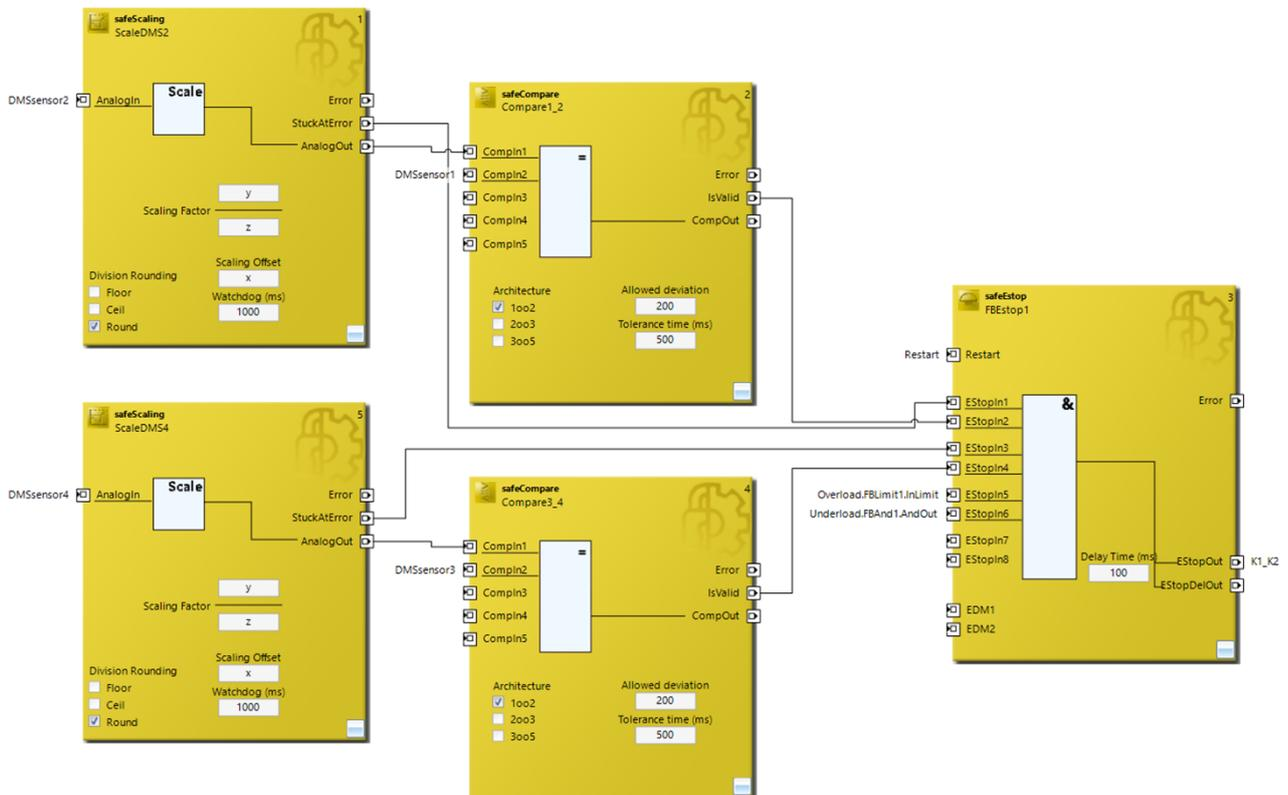 safeScaling
1
ScaleDMS2
DMSsensor2
AnalogIn
Scale
Error
StuckAtError
AnalogOut
y
Scaling Factor
z
Scaling Offset
x
Division Rounding
Floor
Ceil
Round
Watchdog (ms)
1000
safeCompare
2
Compare1_2
CompIn1
=
DMSsensor1
CompIn2
CompIn3
CompIn4
CompIn5
Error
IsValid
CompOut
Architecture
1oo2
2oo3
3oo5
Allowed deviation
200
Tolerance time (ms)
500
safeScaling
5
ScaleDMS4
DMSsensor4
AnalogIn
Scale
Error
StuckAtError
AnalogOut
y
Scaling Factor
z
Scaling Offset
x
Division Rounding
Floor
Ceil
Round
Watchdog (ms)
1000
safeCompare
4
Compare3_4
CompIn1
=
DMSsensor3
CompIn2
CompIn3
CompIn4
CompIn5
Error
IsValid
CompOut
Architecture
1oo2
2oo3
3oo5
Allowed deviation
200
Tolerance time (ms)
500
safeEstop
3
FBEstop1
Restart
Restart
EStopIn1
&
EStopIn2
EStopIn3
EStopIn4
Overload.FBLimit1.InLimit
EStopIn5
Underload.FBAnd1.AndOut
EStopIn6
EStopIn7
EStopIn8
EDM1
EDM2
Error
Delay Time (ms)
100
EStopOut
K1_K2
EStopDelOut